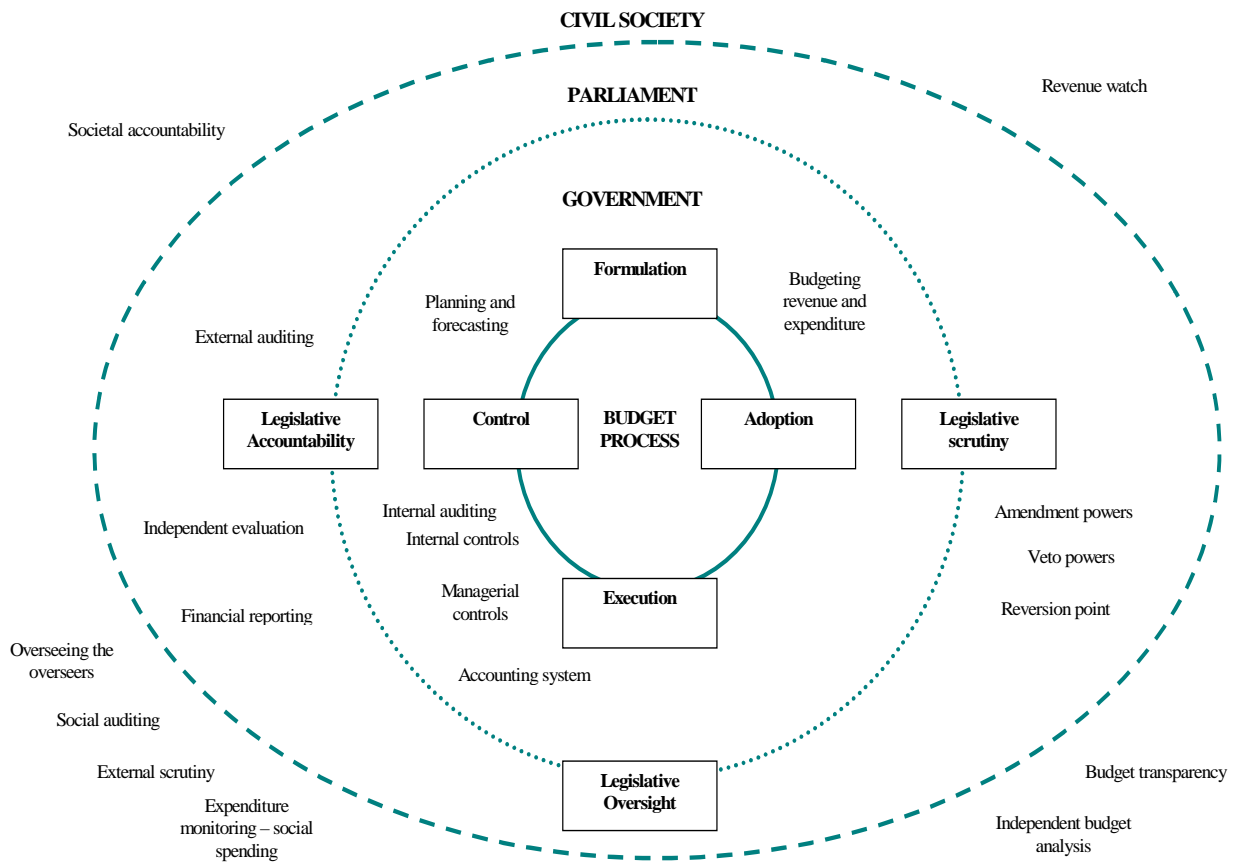 CIVIL SOCIETY
Revenue watch
PARLIAMENT
Societal accountability
GOVERNMENT
Formulation
Budgeting
revenue and
expenditure
Planning and
forecasting
External auditing
Legislative
Accountability
Control
BUDGET
PROCESS
Adoption
Legislative
scrutiny
Internal auditing
Internal controls
Independent evaluation
Amendment powers
Veto powers
Managerial
controls
Execution
Financial reporting
Reversion point
Overseeing the
overseers
Accounting system
Social auditing
External scrutiny
Legislative
Oversight
Budget transparency
Expenditure
monitoring – social
spending
Independent budget
analysis